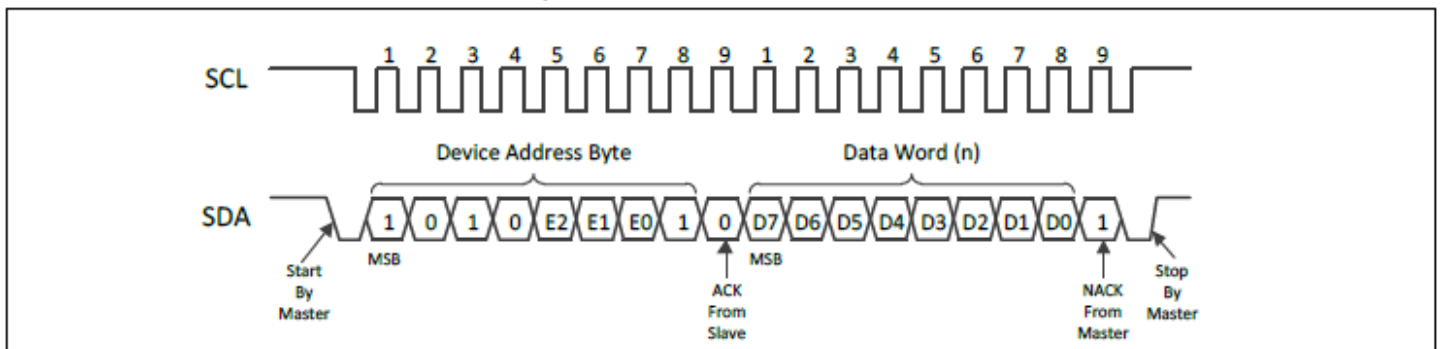 1 2 3 4 5 6 7 8 9 1 2 3 4 5 6 7 8 9
SCL
Device Address Byte Data Word (n)
SDA 1 0 1 0 E2 E1 E0 1 0 D7 D6 D5 D4 D3 D2 D1 D0 1
MSB MSB
Start
By
Master
ACK
From
Slave
NACK
From
Master
Stop
By
Master